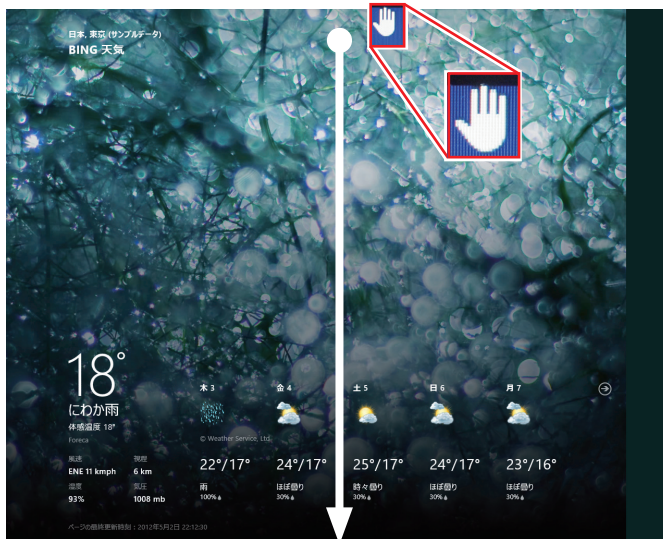 日本, 東京 (サンプルデータ)
BING 天気
18°
にわか雨
体感温度 18°
Foreca
風速
視程
ENE 11 kmph
6 km
湿度
気圧
93%
1008 mb
木 3
金 4
土 5
日 6
月 7
© Weather Service, Ltd.
22°/17°
24°/17°
25°/17°
24°/17°
23°/16°
雨
ほぼ曇り
時々曇り
ほぼ曇り
ほぼ曇り
100%
30%
30%
30%
30%
ページの最終更新時刻 : 2012年5月2日 22:12:30